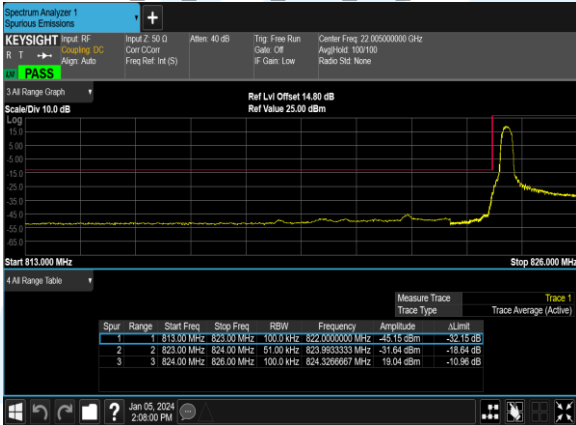 Spectrum Analyzer 1
Spurious Emissions
+
KEYSIGHT Input: RF Input Z: 50 Ω Atten: 40 dB Trig: Free Run Center Freq: 22.005000000 GHz
R T Coupling: DC Corr CCorr Gate: Off Avg|Hold: 100/100
Align: Auto Freq Ref: Int (S) IF Gain: Low Radio Std: None
LW PASS
3 All Range Graph
Ref Lvl Offset 14.80 dB
Scale/Div 10.0 dB Ref Value 25.00 dBm
Log
15.0
5.00
-5.00
-15.0
-25.0
-35.0
-45.0
-55.0
-65.0
Start 813.000 MHz Stop 826.000 MHz
4 All Range Table
Measure Trace Trace 1
Trace Type Trace Average (Active)
Spur Range Start Freq Stop Freq RBW Frequency Amplitude ΔLimit
1 1 813.00 MHz 823.00 MHz 100.0 kHz 822.0000000 MHz -45.15 dBm -32.15 dB
2 2 823.00 MHz 824.00 MHz 51.00 kHz 823.9933333 MHz -31.64 dBm -18.64 dB
3 3 824.00 MHz 826.00 MHz 100.0 kHz 824.3266667 MHz 19.04 dBm -10.96 dB
? Jan 05, 2024
2:08:00 PM